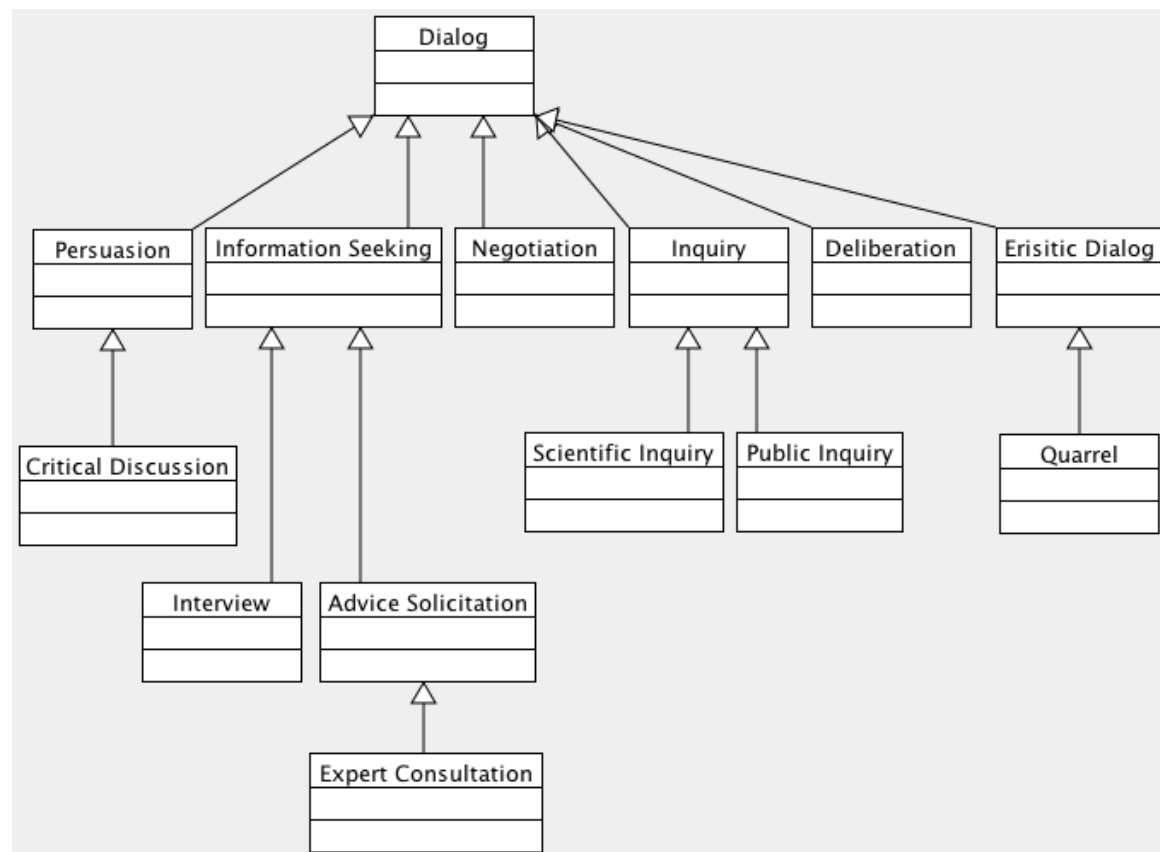 Dialog
Persuasion
Information Seeking
Negotiation
Inquiry
Deliberation
Erisitic Dialog
Critical Discussion
Scientific Inquiry
Public Inquiry
Quarrel
Interview
Advice Solicitation
Expert Consultation